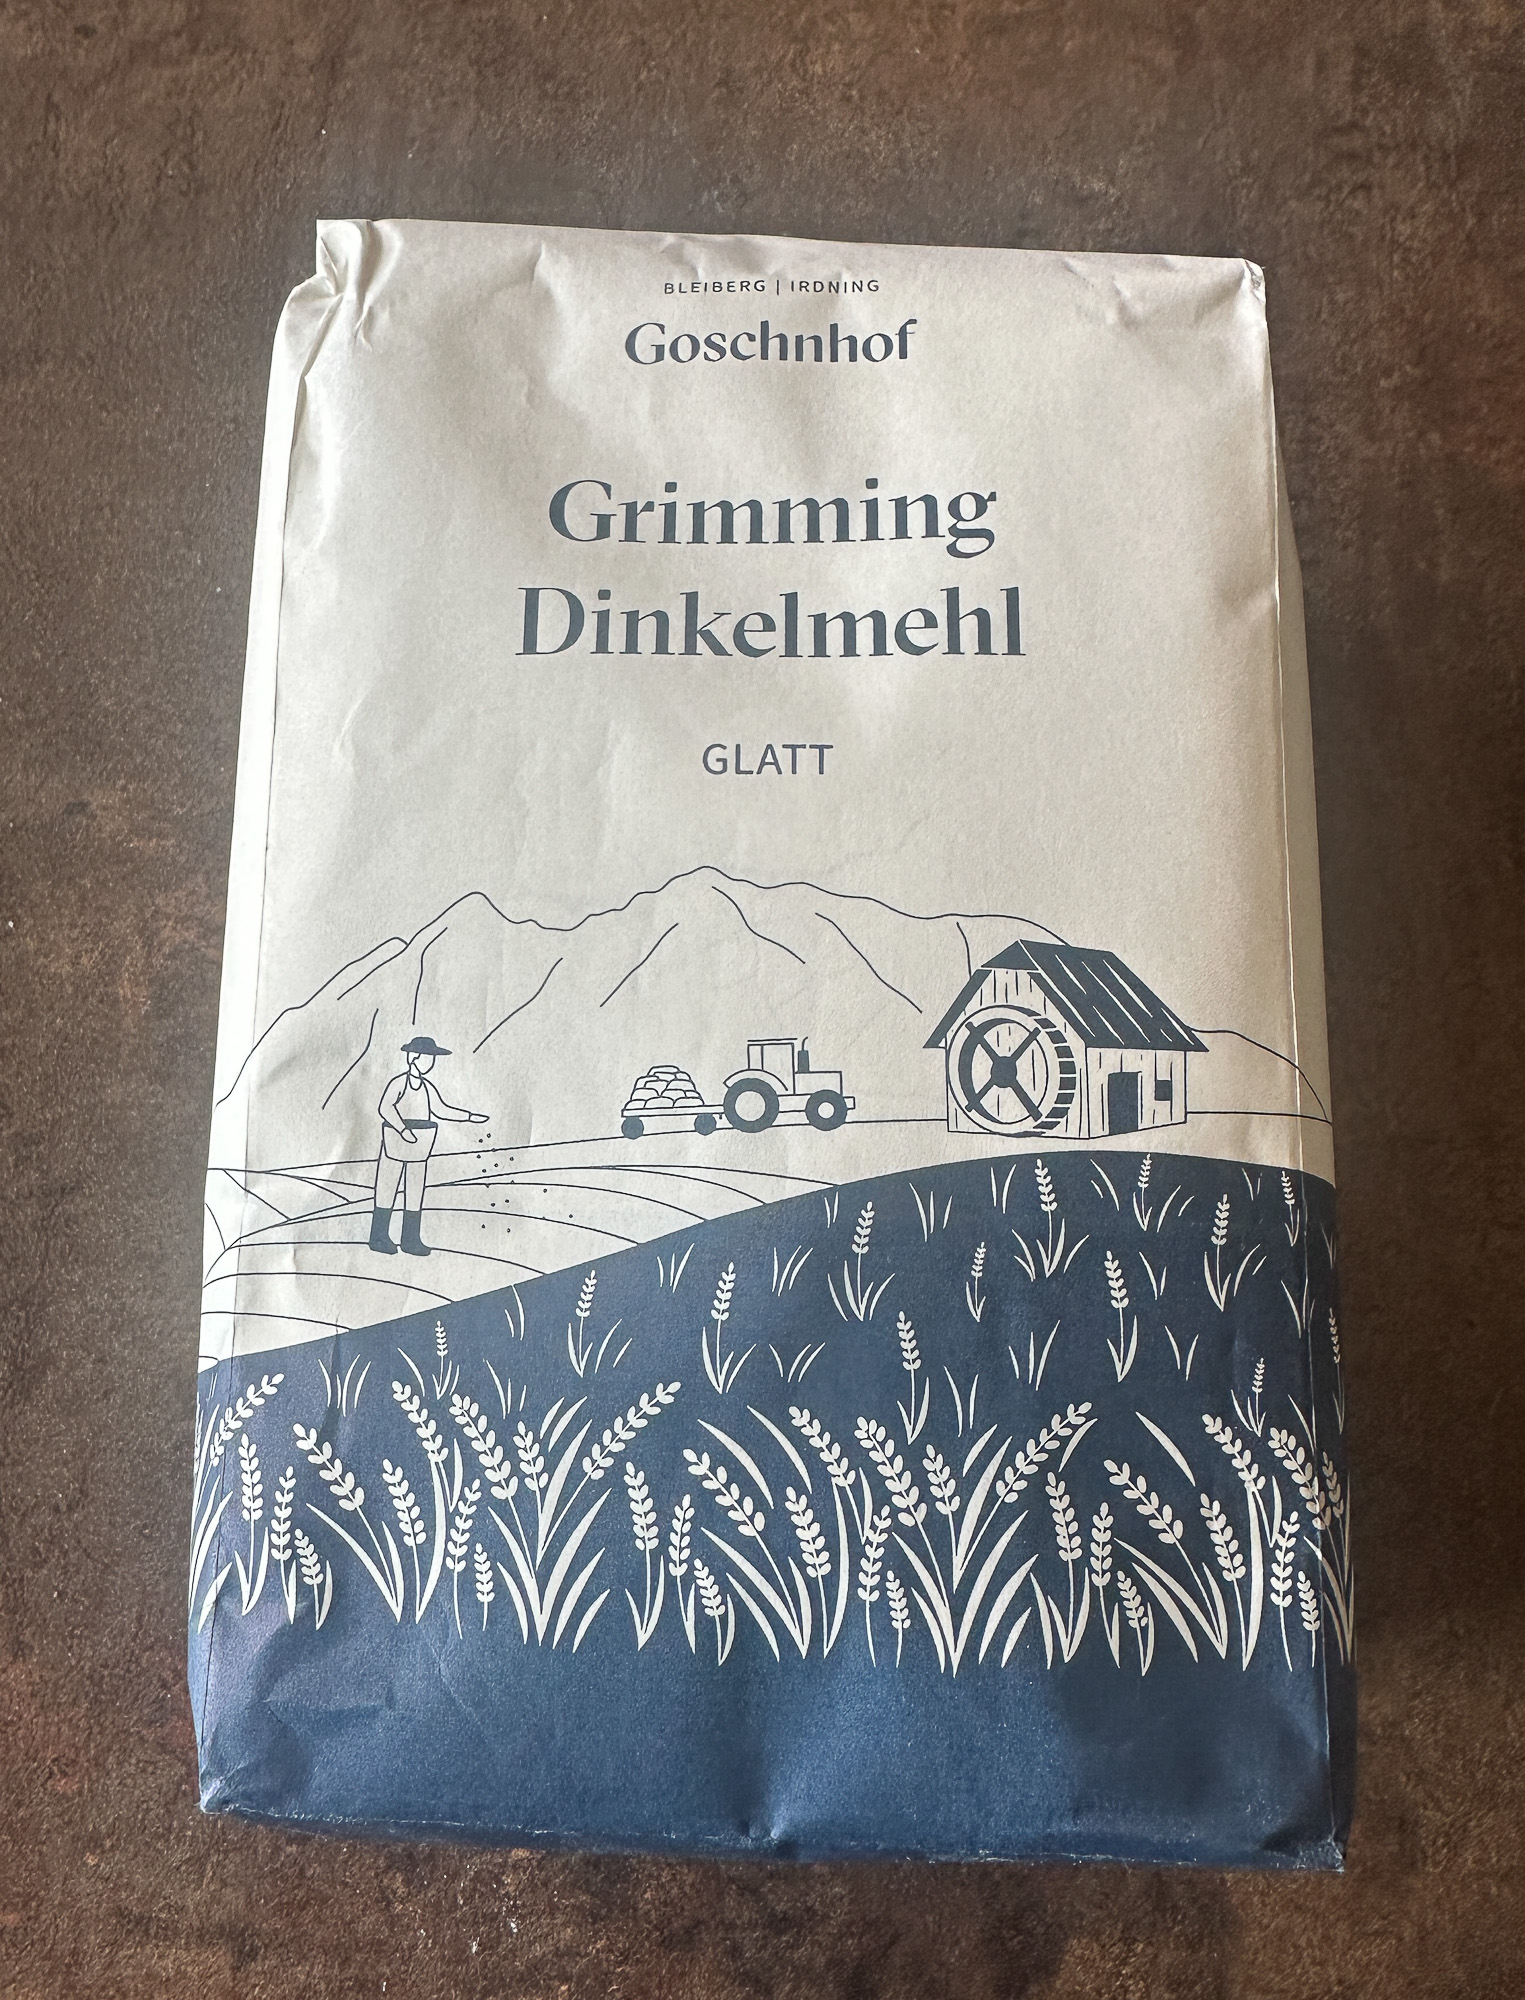 BLEIBERG | IRDNING
Goschnhof
Grimming
Dinkelmehl
GLATT